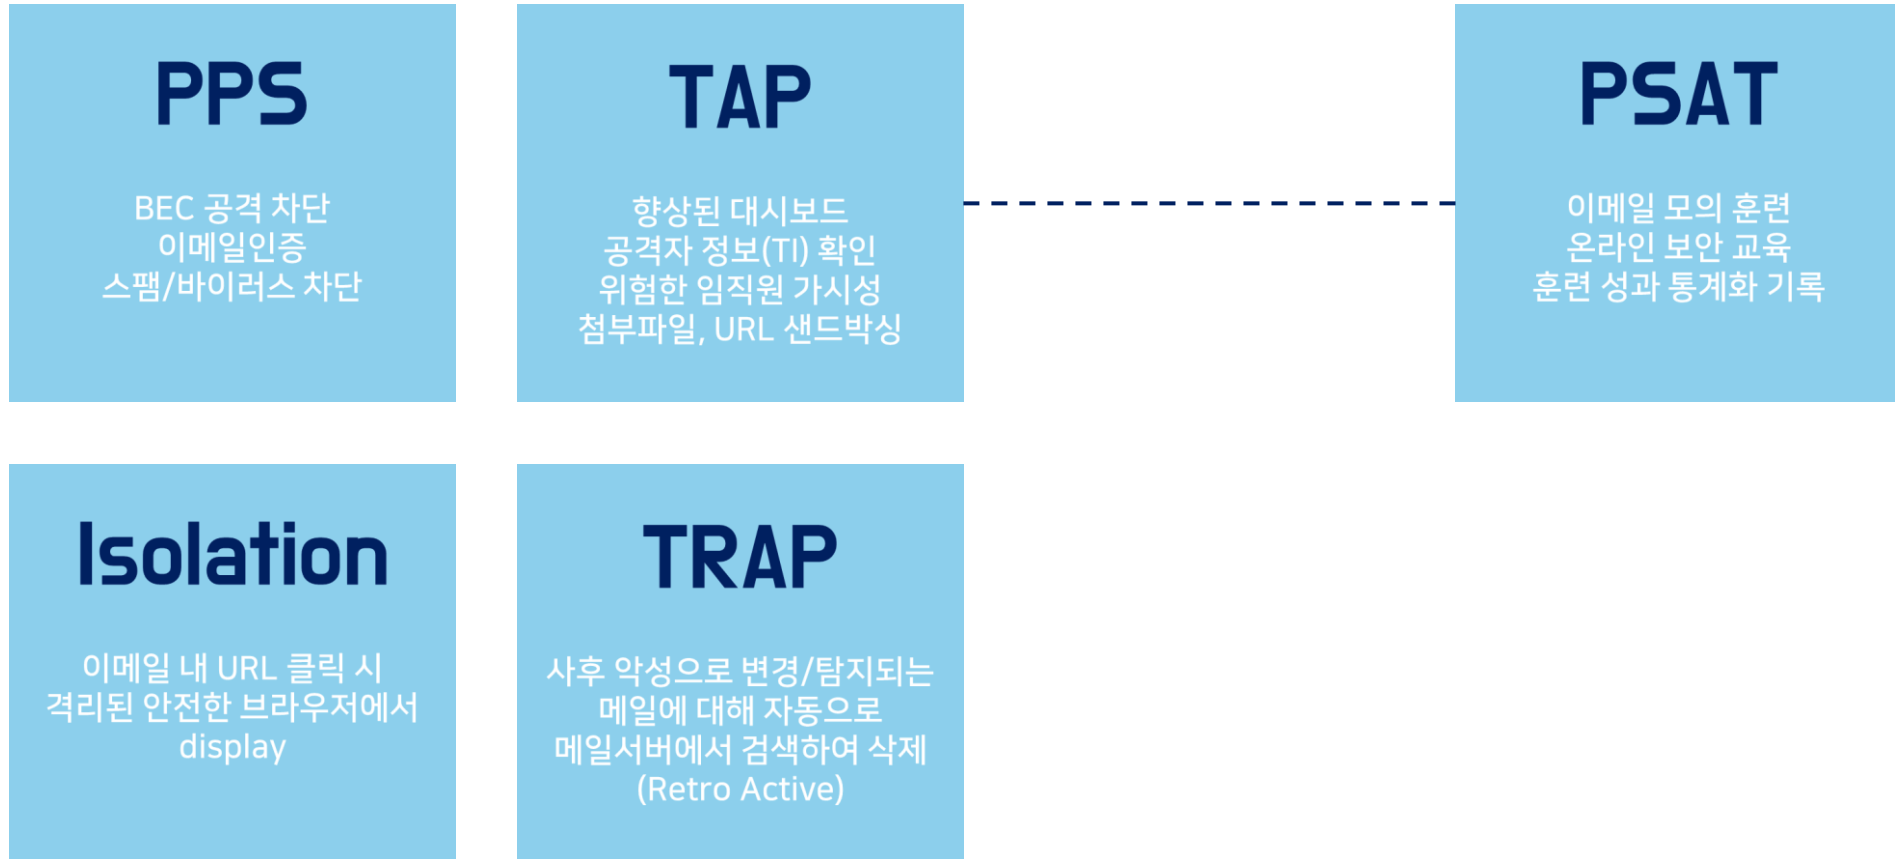 PPS
BEC 공격 차단
이메일인증
스팸/바이러스 차단
TAP
향상된 대시보드
공격자 정보(TI) 확인
위험한 임직원 가시성
첨부파일, URL 샌드박싱
PSAT
이메일 모의 훈련
온라인 보안 교육
훈련 성과 통계화 기록
Isolation
이메일 내 URL 클릭 시
격리된 안전한 브라우저에서
display
TRAP
사후 악성으로 변경/탐지되는
메일에 대해 자동으로
메일서버에서 검색하여 삭제
(Retro Active)